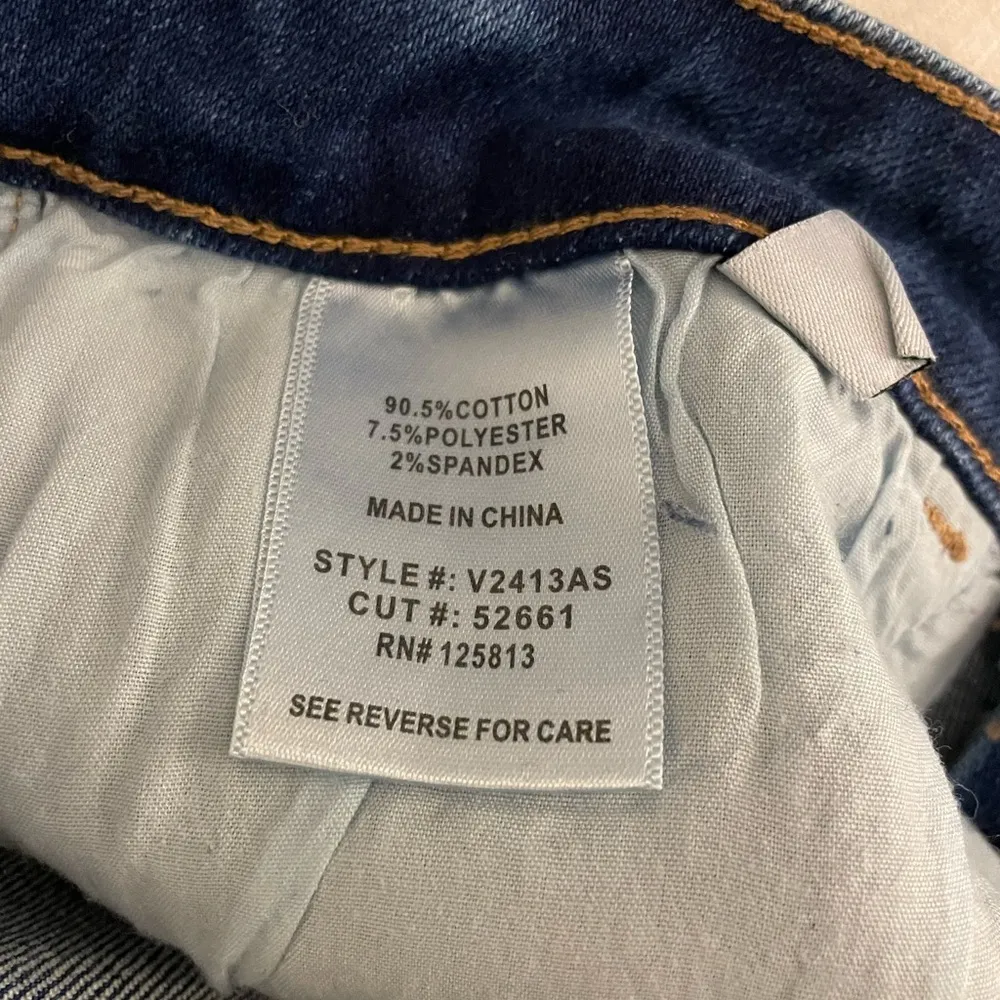 90.5%COTTON
7.5%POLYESTER
2%SPANDEX
MADE IN CHINA
STYLE #: V2413AS
CUT #: 52661
RN# 125813
SEE REVERSE FOR CARE